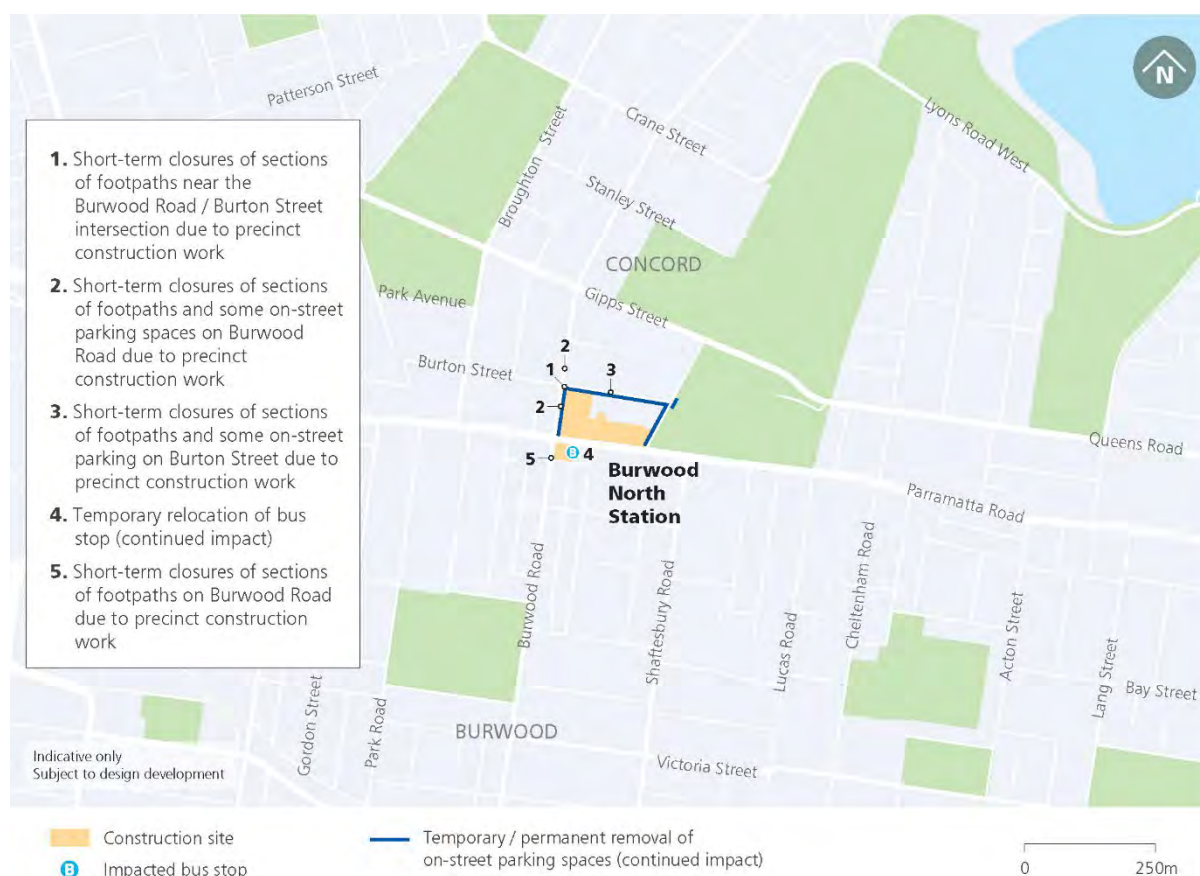 N
Patterson Street
Crane Street
Lyons Road West
Broughton Street
Stanley Street
CONCORD
Gipps Street
Park Avenue
Burton Street
Queens Road
Parramatta Road
1. Short-term closures of sections
of footpaths near the
Burwood Road / Burton Street
intersection due to precinct
construction work
2. Short-term closures of sections
of footpaths and some on-street
parking spaces on Burwood
Road due to precinct
construction work
3. Short-term closures of sections
of footpaths and some on-street
parking on Burton Street due to
precinct construction work
4. Temporary relocation of bus
stop (continued impact)
5. Short-term closures of sections
of footpaths on Burwood Road
due to precinct construction
work
2
1
3
2
5
B 4
Burwood
North
Station
Burwood Road
Shaftesbury Road
Lucas Road
Cheltenham Road
Acton Street
Lang Street
Bay Street
Gordon Street
Park Road
BURWOOD
Victoria Street
Indicative only
Subject to design development
Construction site
B Impacted bus stop
Temporary / permanent removal of
on-street parking spaces (continued impact)
0 250m